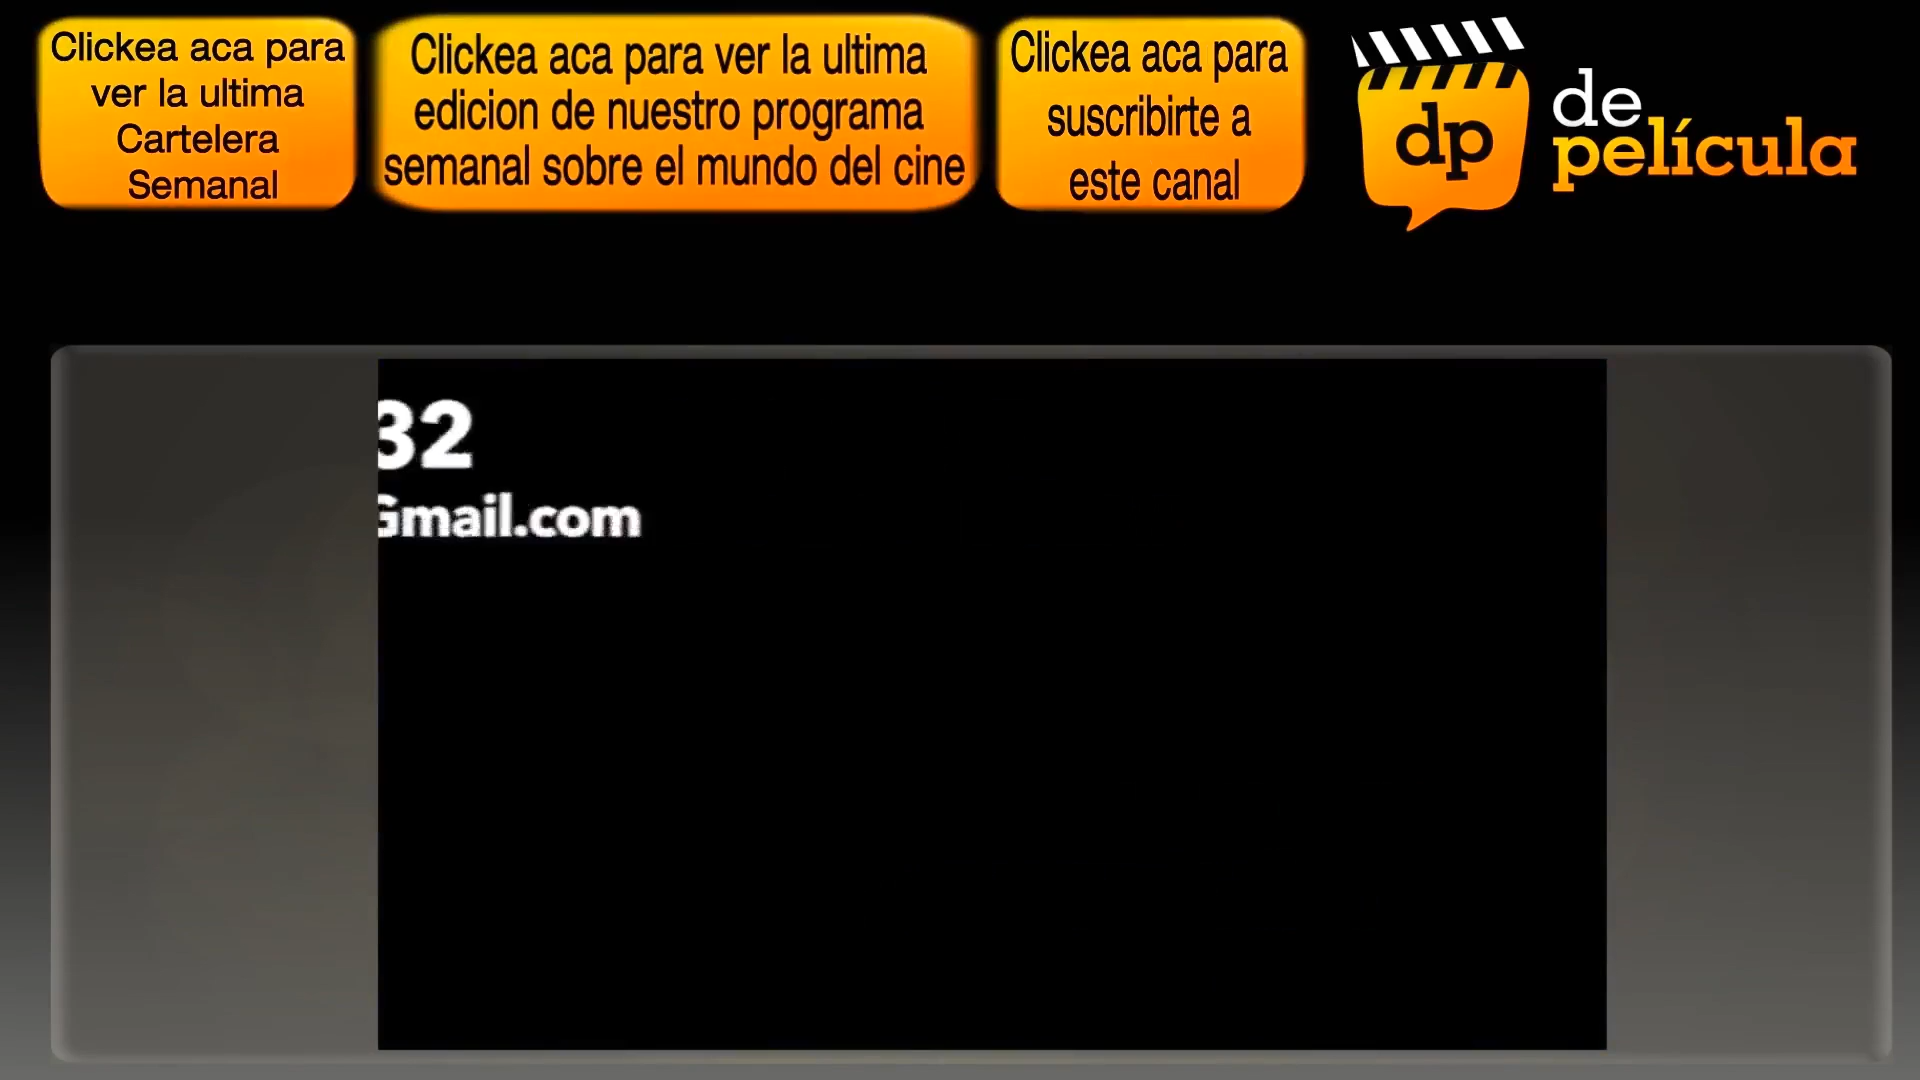 Clickea aca para
ver la ultima
Cartelera
Semanal
Clickea aca para ver la ultima
edicion de nuestro programa
semanal sobre el mundo del cine
Clickea aca para
suscribirte a
este canal
dp
de
película
32
Gmail.com